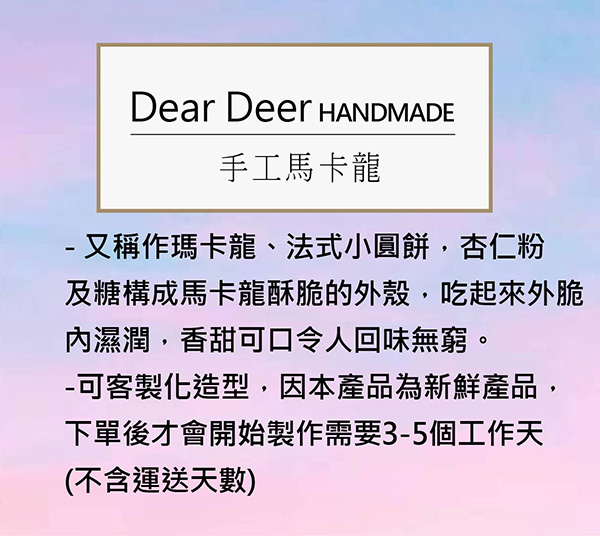 Dear Deer HANDMADE
手工馬卡龍
- 又稱作瑪卡龍、法式小圓餅，杏仁粉
及糖構成馬卡龍酥脆的外殼，吃起來外脆
內濕潤，香甜可口令人回味無窮。
-可客製化造型，因本產品為新鮮產品，
下單後才會開始製作需要3-5個工作天
(不含運送天數)